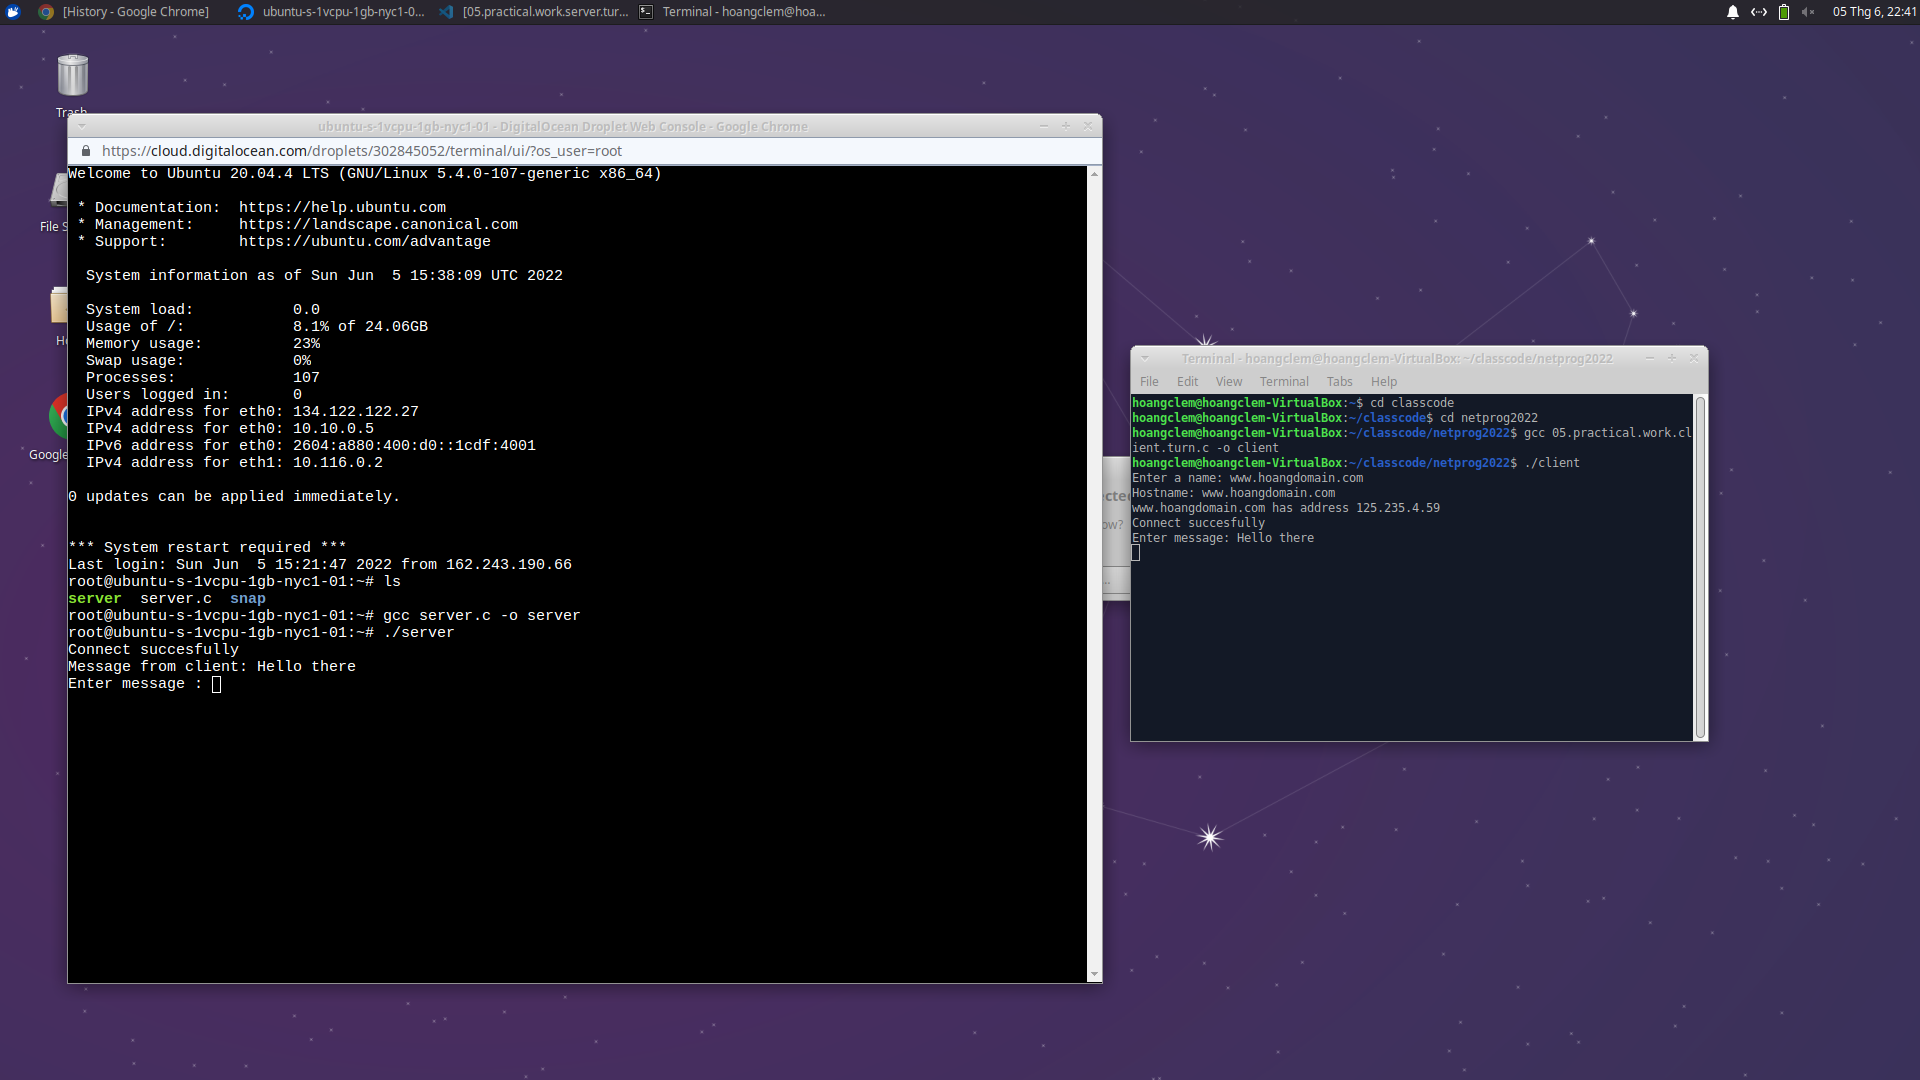 [History - Google Chrome]
ubuntu-s-1vcpu-1gb-nyc1-0...
[05.practical.work.server.tur...
Terminal - hoangclem@hoa...
05 Thg 6, 22:41
Trash
File S
Google
ubuntu-s-1vcpu-1gb-nyc1-01 - DigitalOcean Droplet Web Console - Google Chrome
https://cloud.digitalocean.com/droplets/302845052/terminal/ui/?os_user=root
Welcome to Ubuntu 20.04.4 LTS (GNU/Linux 5.4.0-107-generic x86_64)
* Documentation:  https://help.ubuntu.com
* Management:     https://landscape.canonical.com
* Support:        https://ubuntu.com/advantage
System information as of Sun Jun  5 15:38:09 UTC 2022
System load:           0.0
Usage of /:            8.1% of 24.06GB
Memory usage:          23%
Swap usage:            0%
Processes:             107
Users logged in:       0
IPv4 address for eth0: 134.122.122.27
IPv4 address for eth0: 10.10.0.5
IPv6 address for eth0: 2604:a880:400:d0::1cdf:4001
IPv4 address for eth1: 10.116.0.2
0 updates can be applied immediately.
*** System restart required ***
Last login: Sun Jun  5 15:21:47 2022 from 162.243.190.66
root@ubuntu-s-1vcpu-1gb-nyc1-01:~# ls
server  server.c  snap
root@ubuntu-s-1vcpu-1gb-nyc1-01:~# gcc server.c -o server
root@ubuntu-s-1vcpu-1gb-nyc1-01:~# ./server
Connect succesfully
Message from client: Hello there
Enter message :
ow?
...
Terminal - hoangclem@hoangclem-VirtualBox: ~/classcode/netprog2022
File Edit View Terminal Tabs Help
hoangclem@hoangclem-VirtualBox:~$ cd classcode
hoangclem@hoangclem-VirtualBox:~/classcode$ cd netprog2022
hoangclem@hoangclem-VirtualBox:~/classcode/netprog2022$ gcc 05.practical.work.cl
ient.turn.c -o client
hoangclem@hoangclem-VirtualBox:~/classcode/netprog2022$ ./client
Enter a name: www.hoangdomain.com
Hostname: www.hoangdomain.com
www.hoangdomain.com has address 125.235.4.59
Connect succesfully
Enter message: Hello there